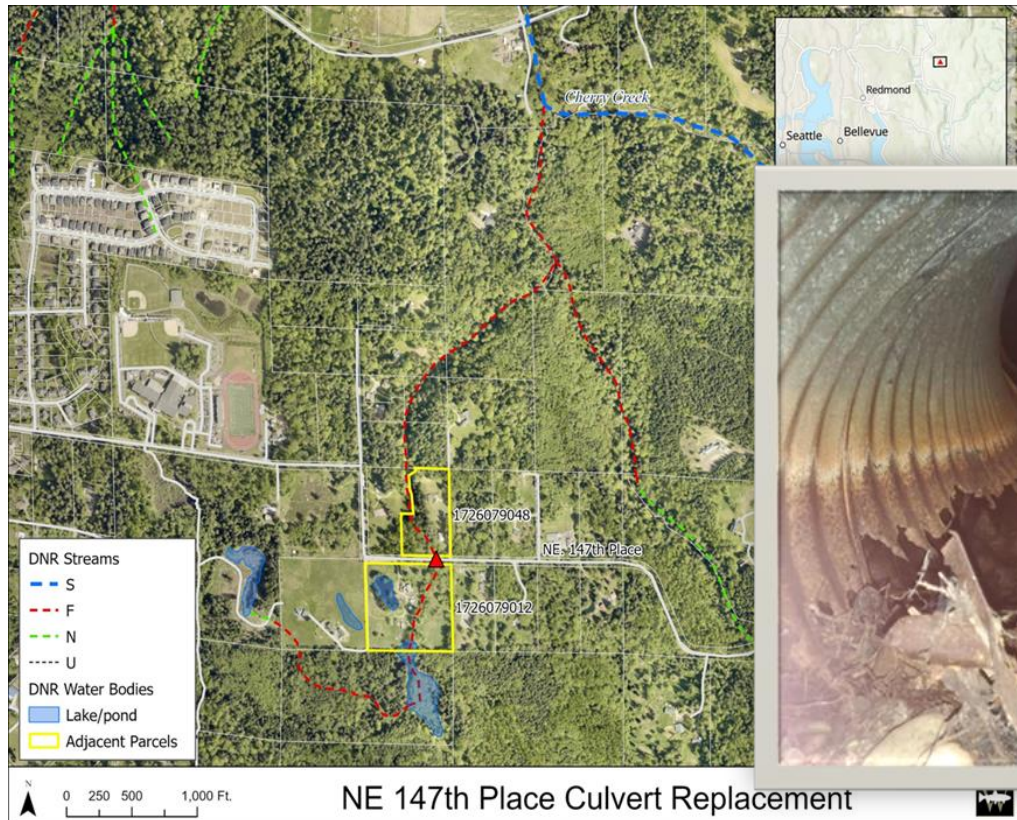 Cherry Creek
Redmond
Seattle
Bellevue
1726079048
NE. 147th Place
1726079012
DNR Streams
S
F
N
U
DNR Water Bodies
Lake/pond
Adjacent Parcels
N
0 250 500 1,000 Ft.
NE 147th Place Culvert Replacement